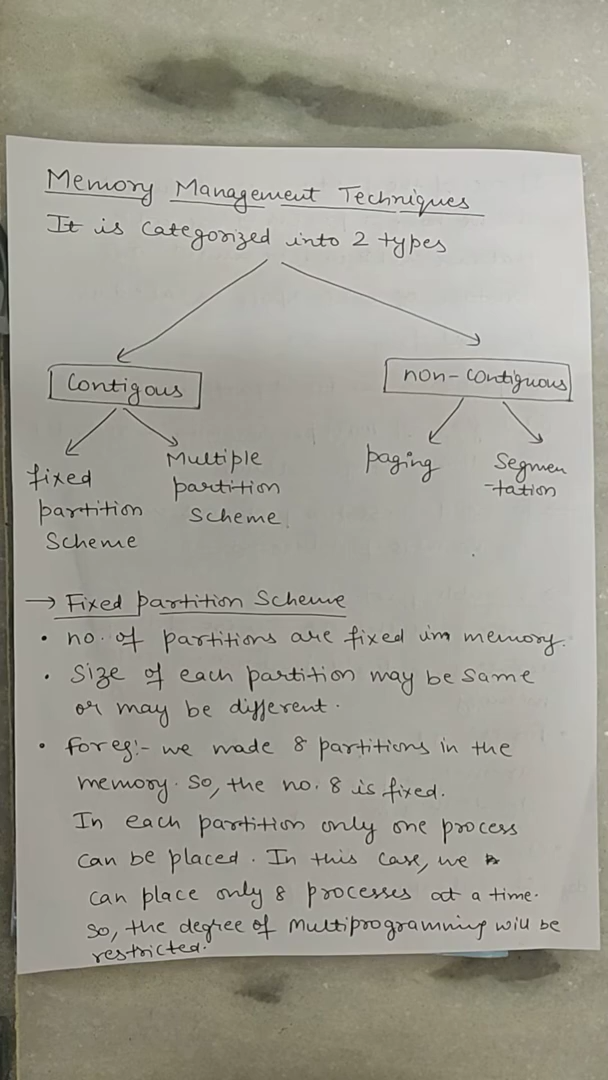 Memory Management Techniques
It is categorized into 2 types
Contigous
non-contiguous
fixed
partition
Scheme
Multiple
partition
Scheme
paging
Segmen
-tation
→ Fixed partition Scheme
• no. of partitions are fixed in memory.
• Size of each partition may be same
or may be different.
• for eg:- we made 8 partitions in the
memory. So, the no. 8 is fixed.
In each partition only one process
can be placed. In this case, we
can place only 8 processes at a time.
So, the degree of Multiprogramming will be
restricted.